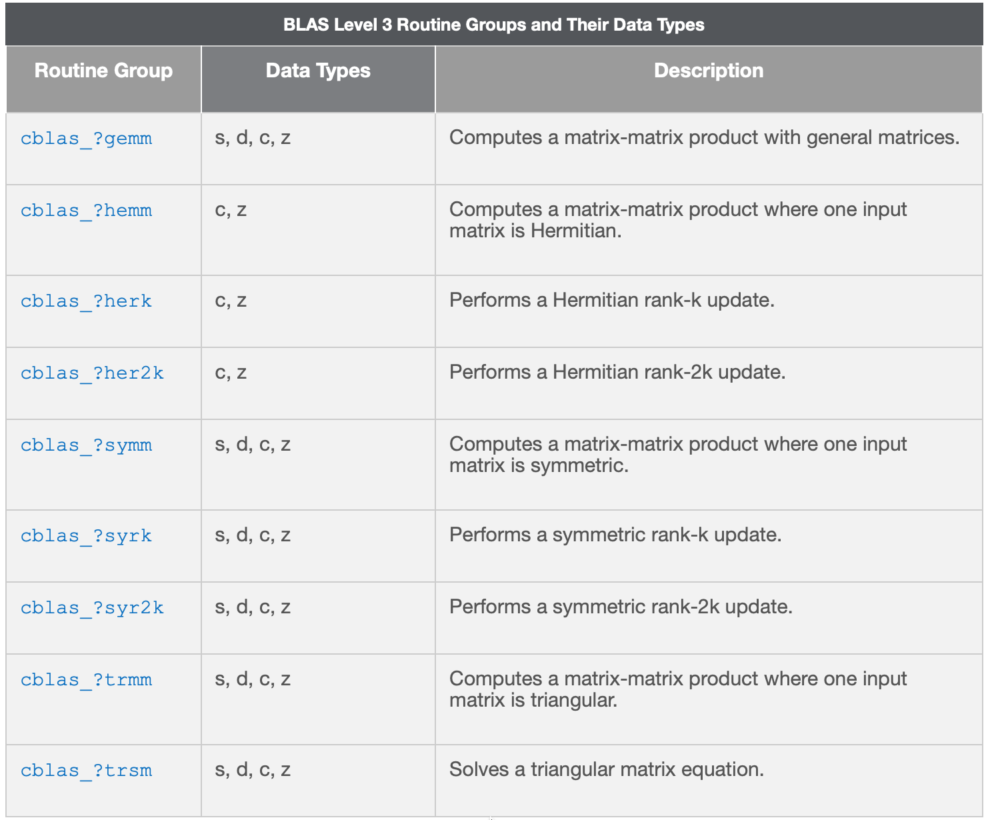 BLAS Level 3 Routine Groups and Their Data Types
Routine Group Data Types Description
cblas_?gemm s, d, c, z Computes a matrix-matrix product with general matrices.
cblas_?hemm c, z Computes a matrix-matrix product where one input
matrix is Hermitian.
cblas_?herk c, z Performs a Hermitian rank-k update.
cblas_?her2k c, z Performs a Hermitian rank-2k update.
cblas_?symm s, d, c, z Computes a matrix-matrix product where one input
matrix is symmetric.
cblas_?syrk s, d, c, z Performs a symmetric rank-k update.
cblas_?syr2k s, d, c, z Performs a symmetric rank-2k update.
cblas_?trmm s, d, c, z Computes a matrix-matrix product where one input
matrix is triangular.
cblas_?trsm s, d, c, z Solves a triangular matrix equation.